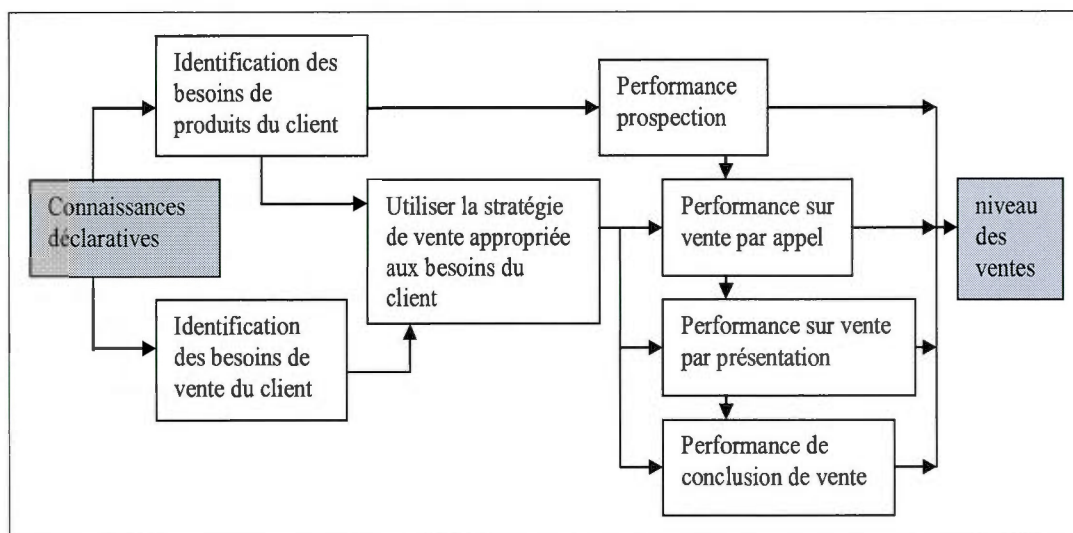 Identification des
besoins de
produits du client
Performance
prospection
Connaissances
déclaratives
Utiliser la stratégie
de vente appropriée
aux besoins du
client
Performance sur
vente par appel
niveau
des
ventes
Identification
des besoins de
vente du client
Performance sur vente
par présentation
Performance de
conclusion de vente